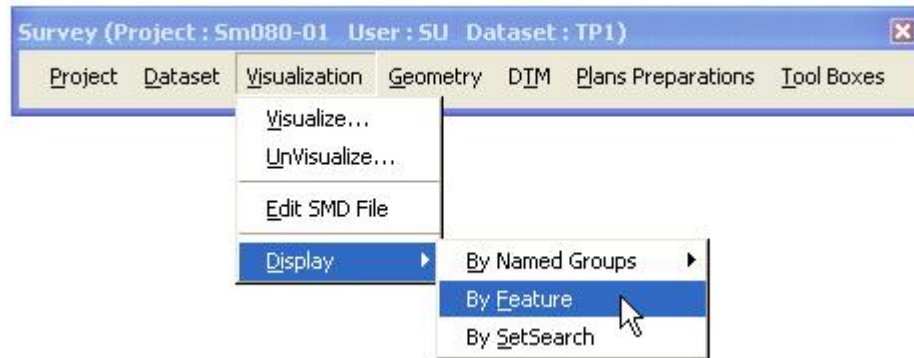 Survey (Project : Sm080-01 User : SU Dataset : TP1)
Project Dataset Visualization Geometry DTM Plans Preparations Tool Boxes
Visualize...
UnVisualize...
Edit SMD File
Display By Named Groups
By Feature
By SetSearch